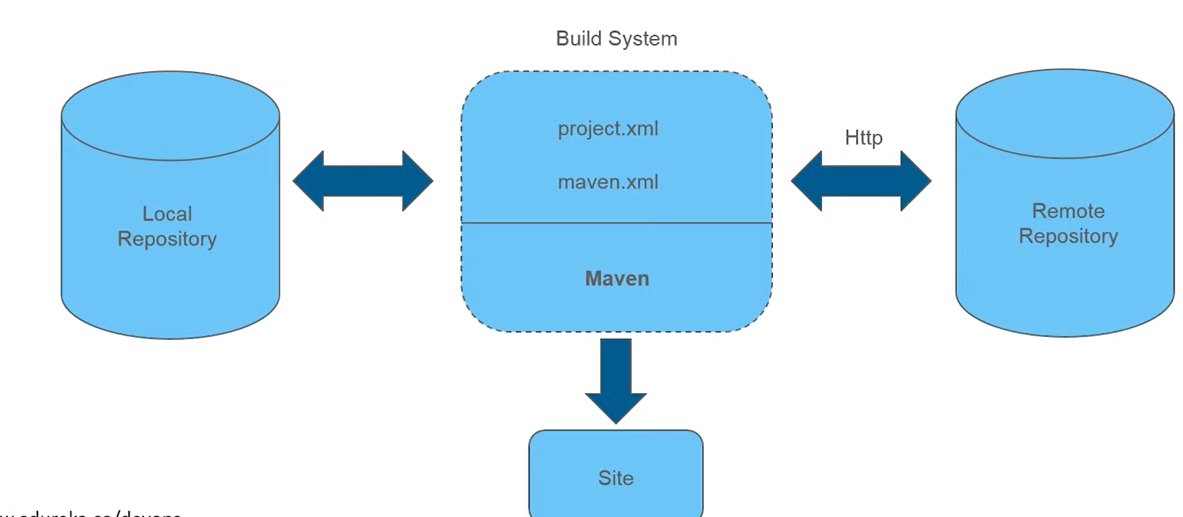 Build System
project.xml
Http
maven.xml
Local
Repository
Remote
Repository
Maven
Site